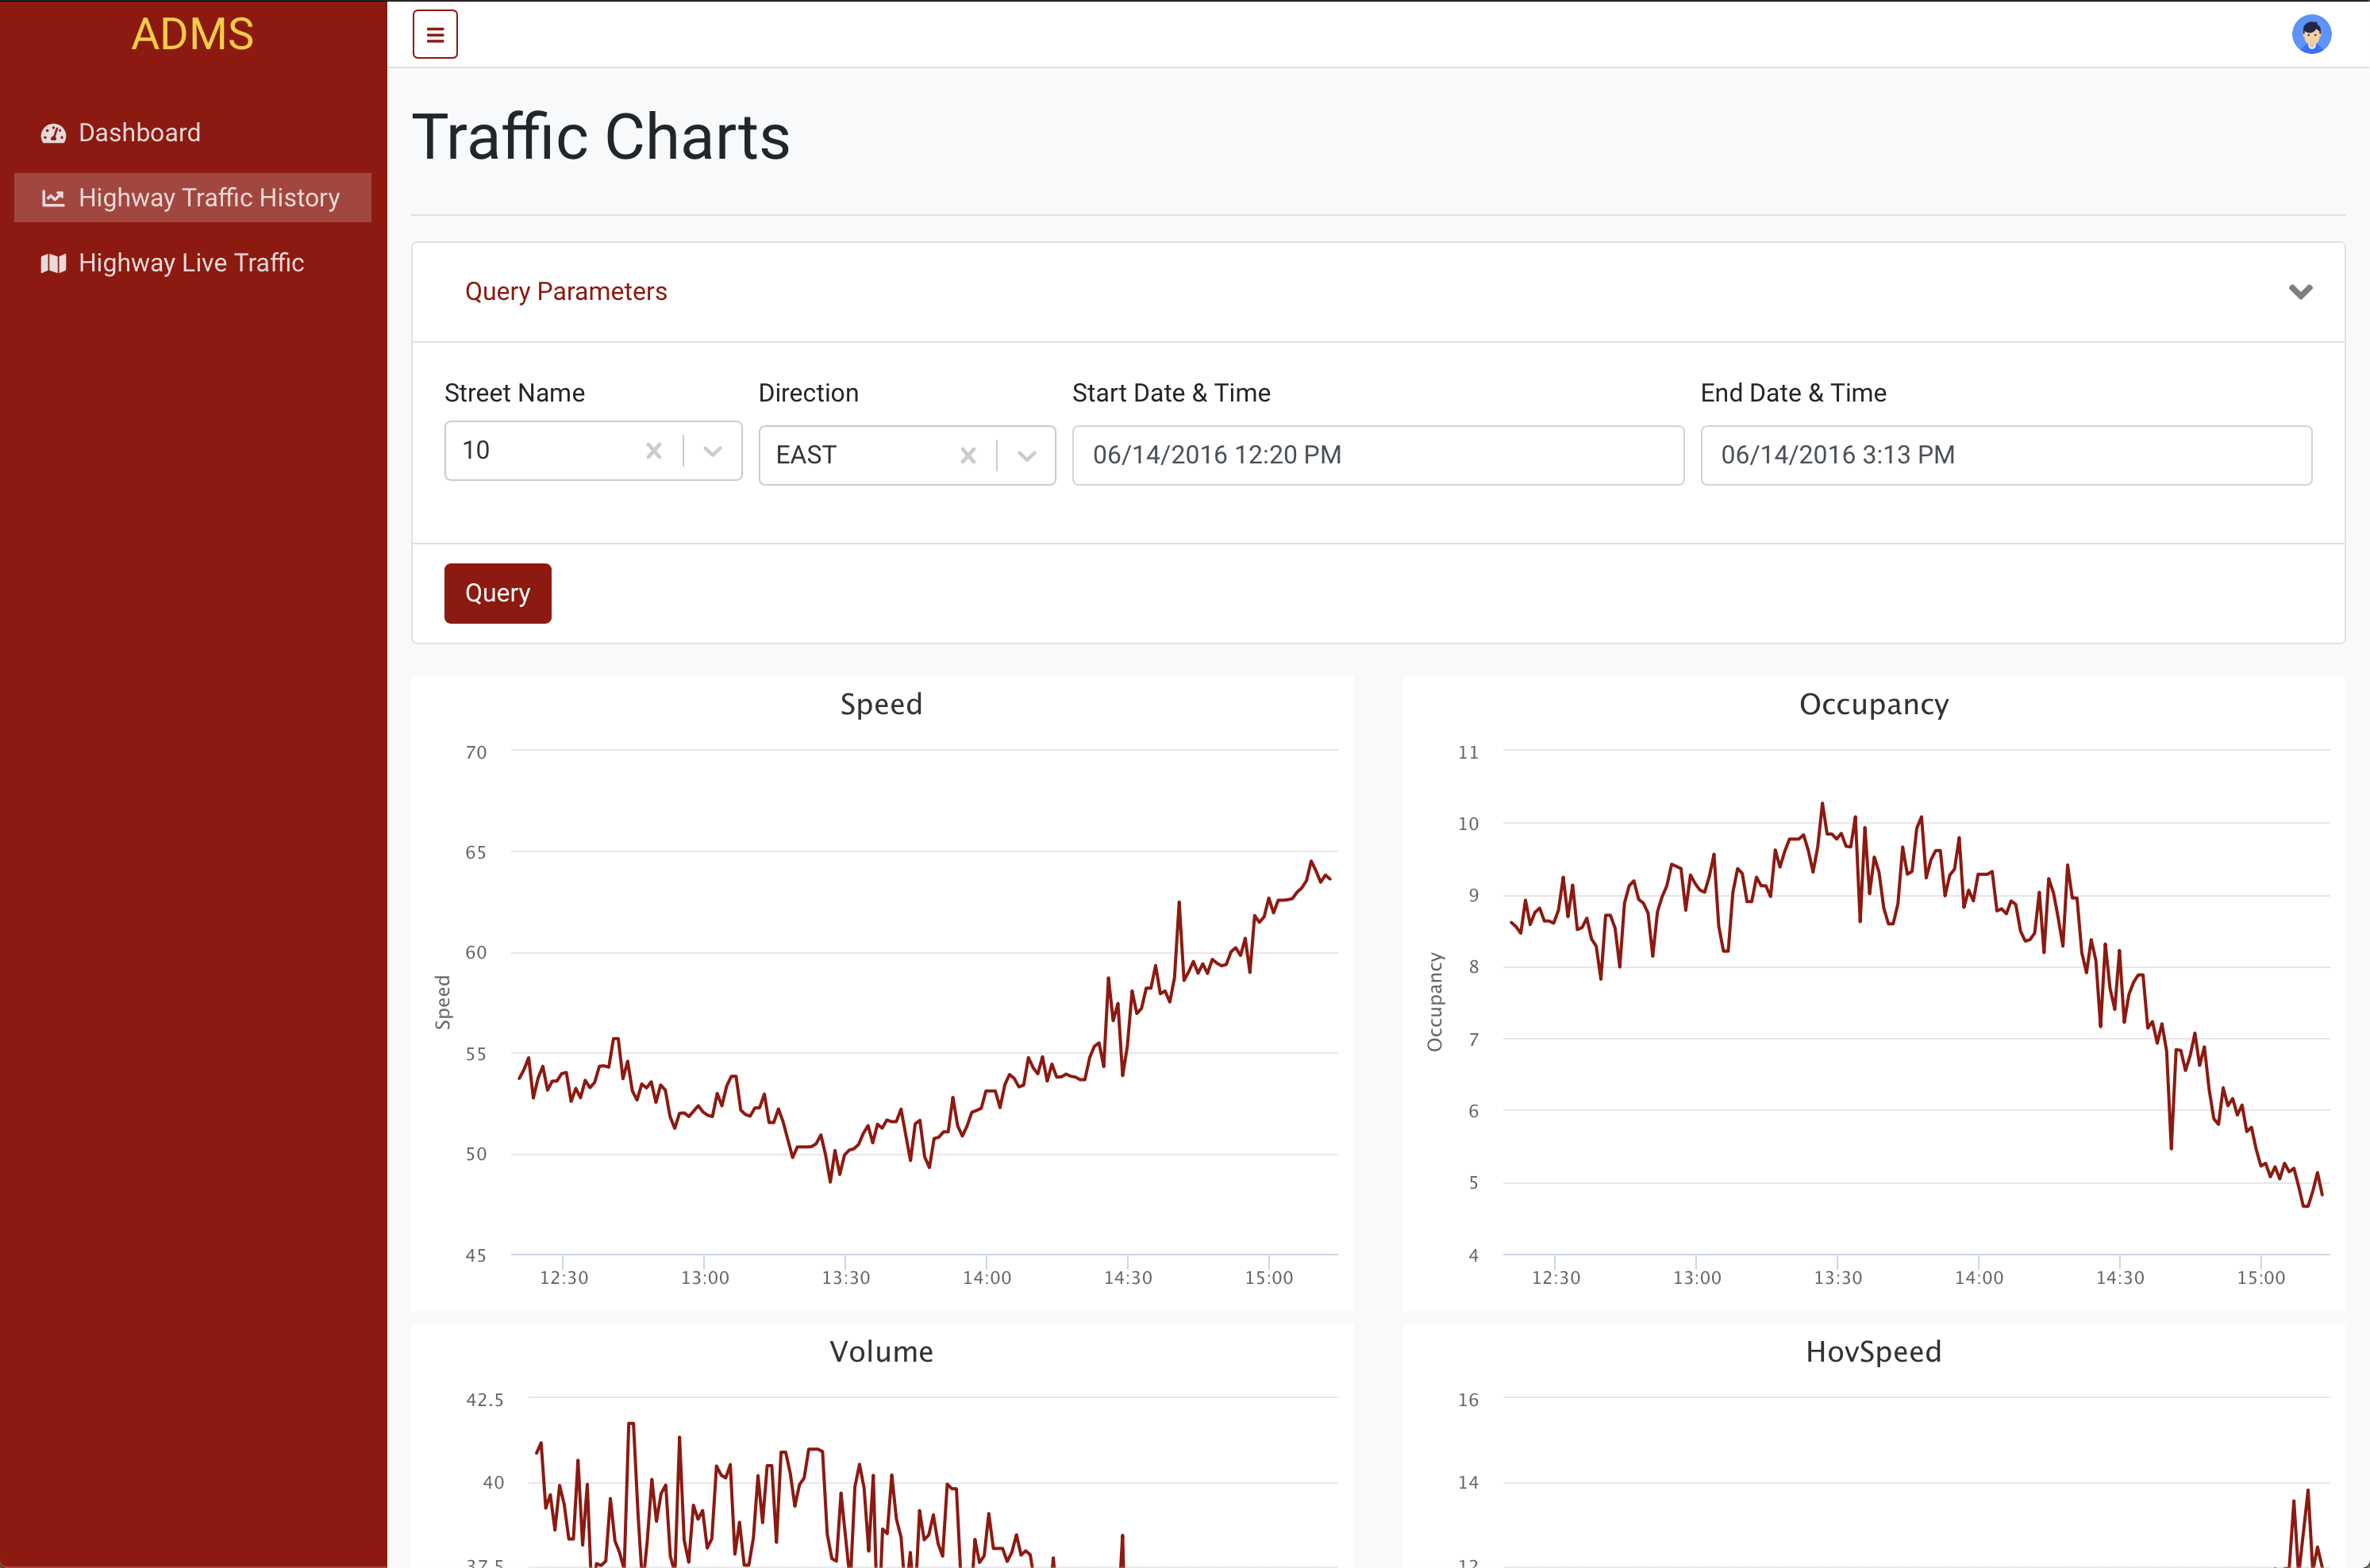 ADMS
Dashboard
Highway Traffic History
Highway Live Traffic
Traffic Charts
Query Parameters
Street Name
Direction
Start Date & Time
End Date & Time
10
EAST
06/14/2016 12:20 PM
06/14/2016 3:13 PM
Query
Speed
70
65
60
55
50
45
Speed
12:30 13:00 13:30 14:00 14:30 15:00
Occupancy
11
10
9
8
7
6
5
4
Occupancy
12:30 13:00 13:30 14:00 14:30 15:00
Volume
42.5
40
37.5
HovSpeed
16
14
12